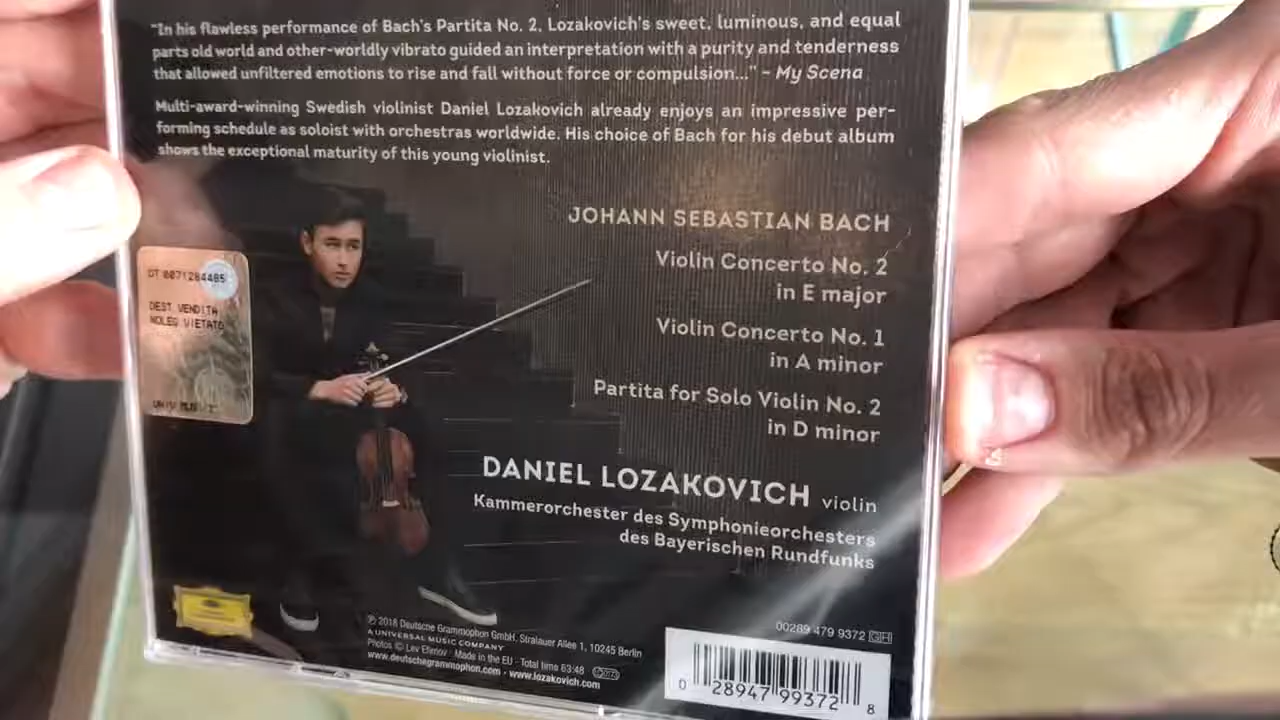 "In his flawless performance of Bach's Partita No. 2, Lozakovich's sweet, luminous, and equal
parts old world and other-worldly vibrato guided an interpretation with a purity and tenderness
that allowed unfiltered emotions to rise and fall without force or compulsion..." – My Scena
Multi-award-winning Swedish violinist Daniel Lozakovich already enjoys an impressive per-
forming schedule as soloist with orchestras worldwide. His choice of Bach for his debut album
shows the exceptional maturity of this young violinist.
JOHANN SEBASTIAN BACH
Violin Concerto No. 2
in E major
Violin Concerto No. 1
in A minor
Partita for Solo Violin No. 2
in D minor
DANIEL LOZAKOVICH violin
Kammerorchester des Symphonieorchesters
des Bayerischen Rundfunks
DT 0071284485
DEST. VENDITA
NOLEG VIETATO
℗ 2018 Deutsche Grammophon GmbH, Stralauer Allee 1, 10245 Berlin
A UNIVERSAL MUSIC COMPANY
Photos © Lev Efimov · Made in the EU · Total time 63:48
www.deutschegrammophon.com · www.lozakovich.com
00289 479 9372 GH
0 28947 99372 8